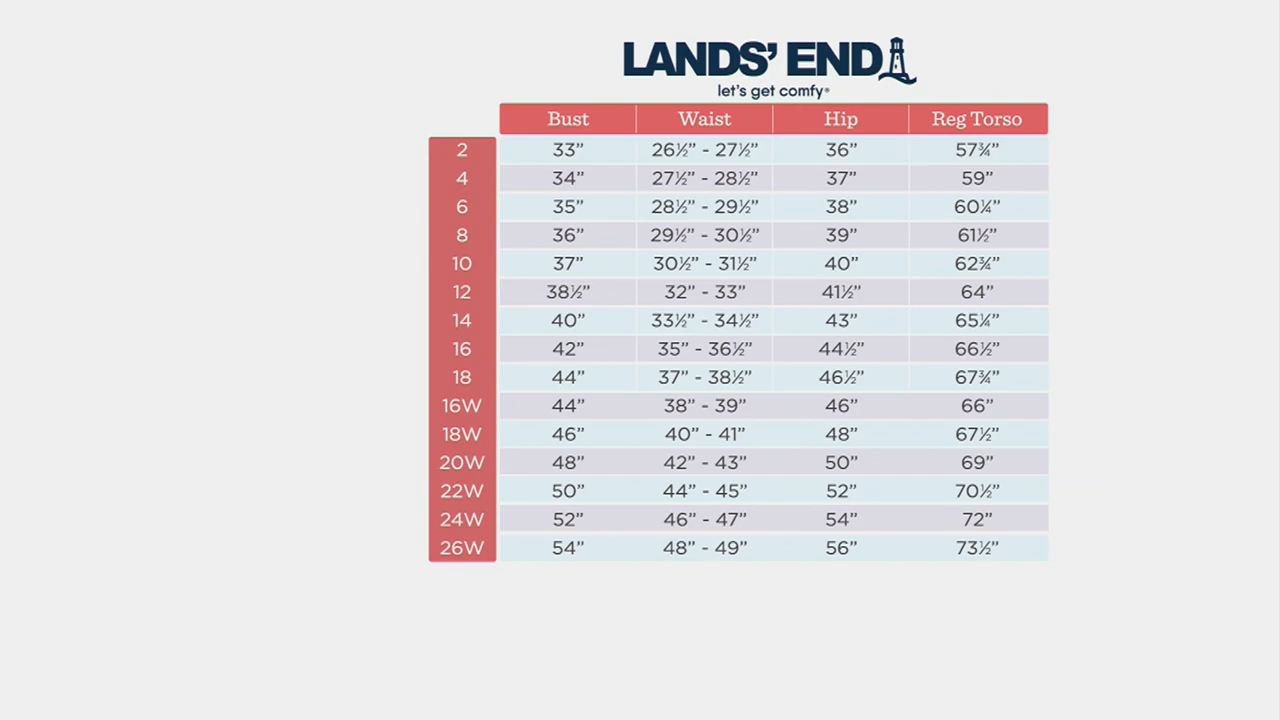 LANDS' END
let's get comfy®
Bust Waist Hip Reg Torso
2 33” 26½” - 27½” 36” 57¾”
4 34” 27½” - 28½” 37” 59”
6 35” 28½” - 29½” 38” 60¼”
8 36” 29½” - 30½” 39” 61½”
10 37” 30½” - 31½” 40” 62¾”
12 38½” 32” - 33” 41½” 64”
14 40” 33½” - 34½” 43” 65¼”
16 42” 35” - 36½” 44½” 66½”
18 44” 37” - 38½” 46½” 67¾”
16W 44” 38” - 39” 46” 66”
18W 46” 40” - 41” 48” 67½”
20W 48” 42” - 43” 50” 69”
22W 50” 44” - 45” 52” 70½”
24W 52” 46” - 47” 54” 72”
26W 54” 48” - 49” 56” 73½”